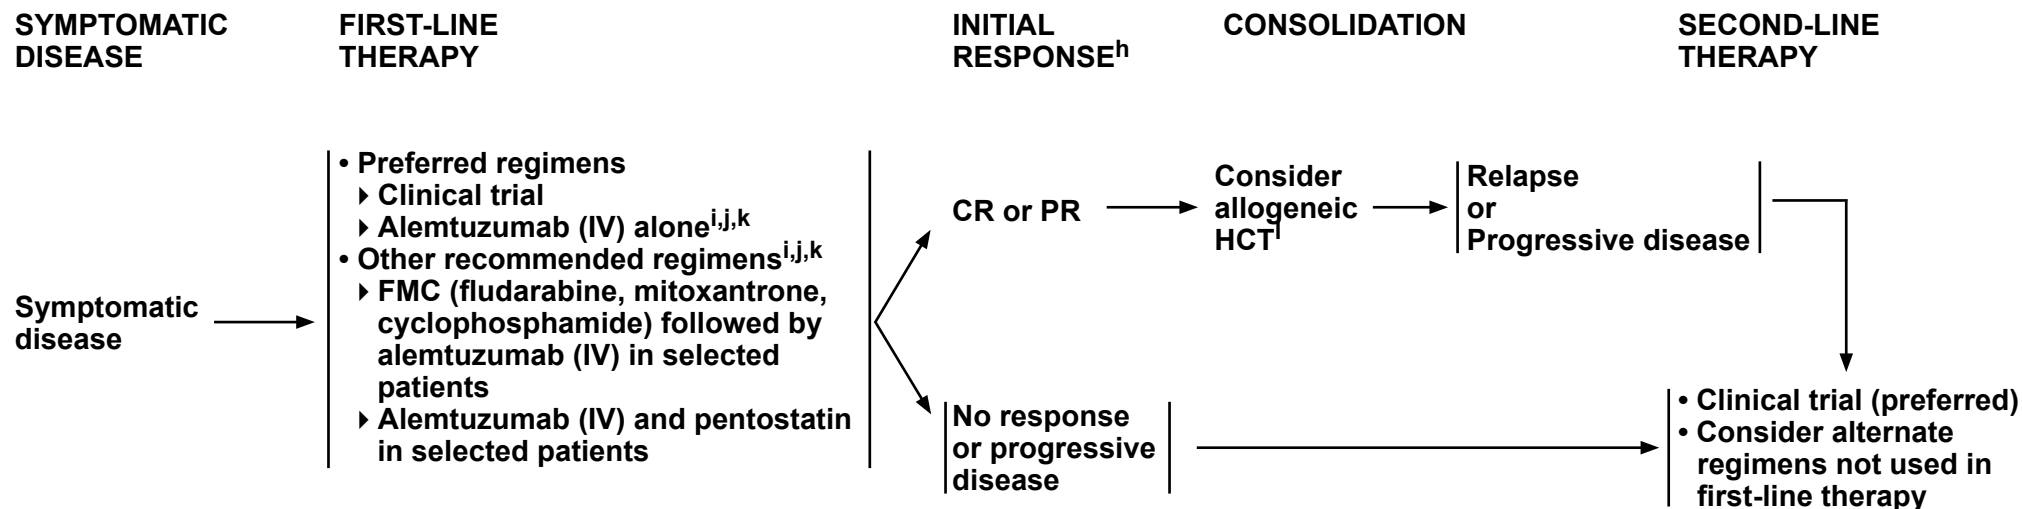 SYMPTOMATIC
DISEASE
FIRST-LINE
THERAPY
INITIAL
RESPONSEʰ
CONSOLIDATION
SECOND-LINE
THERAPY
Symptomatic
disease
• Preferred regimens
▸ Clinical trial
▸ Alemtuzumab (IV) aloneⁱ,ʲ,ᵏ
• Other recommended regimensⁱ,ʲ,ᵏ
▸ FMC (fludarabine, mitoxantrone,
cyclophosphamide) followed by
alemtuzumab (IV) in selected
patients
▸ Alemtuzumab (IV) and pentostatin
in selected patients
CR or PR
Consider
allogeneic
HCTˡ
Relapse
or
Progressive disease
No response
or progressive
disease
• Clinical trial (preferred)
• Consider alternate
regimens not used in
first-line therapy